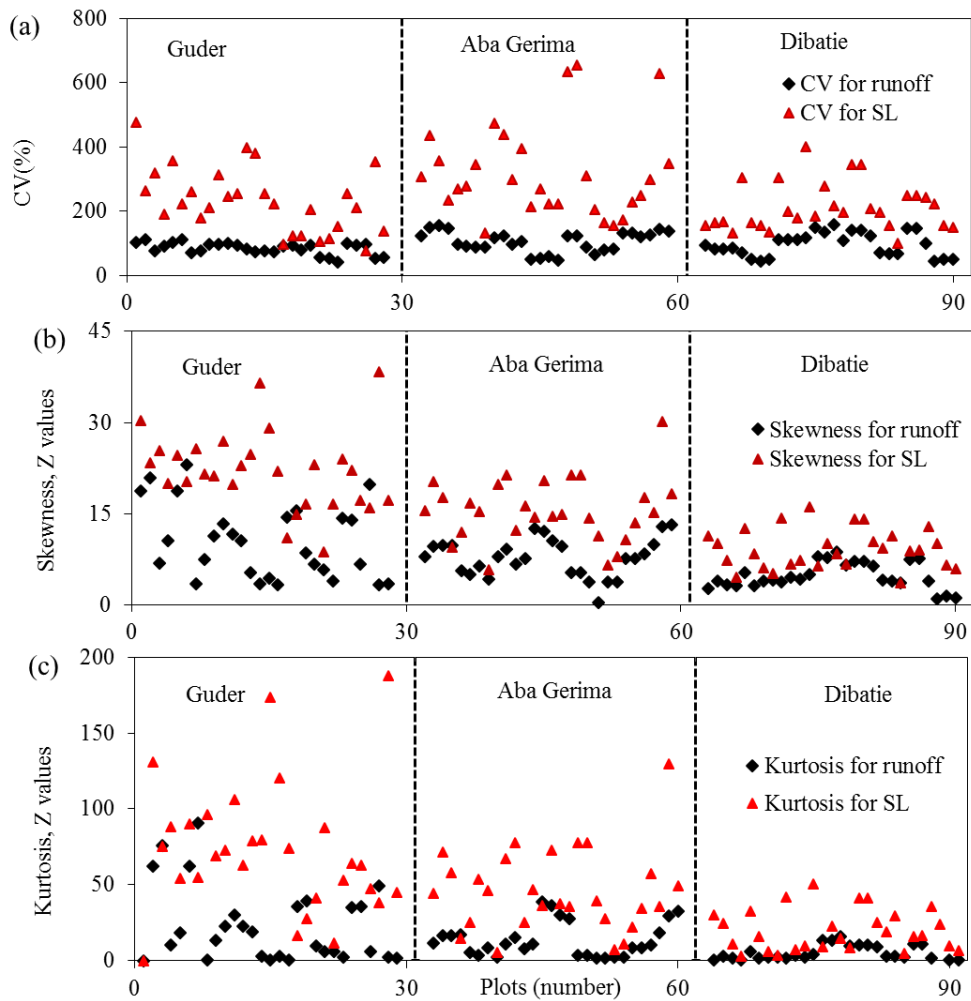 (a)
800
600
400
200
0
CV(%)
Guder
Aba Gerima
Dibatie
CV for runoff
CV for SL
0
30
60
90
(b)
45
30
15
0
Skewness, Z values
Guder
Aba Gerima
Dibatie
Skewness for runoff
Skewness for SL
0
30
60
90
(c)
200
150
100
50
0
Kurtosis, Z values
Guder
Aba Gerima
Dibatie
Kurtosis for runoff
Kurtosis for SL
0
30
60
90
Plots (number)